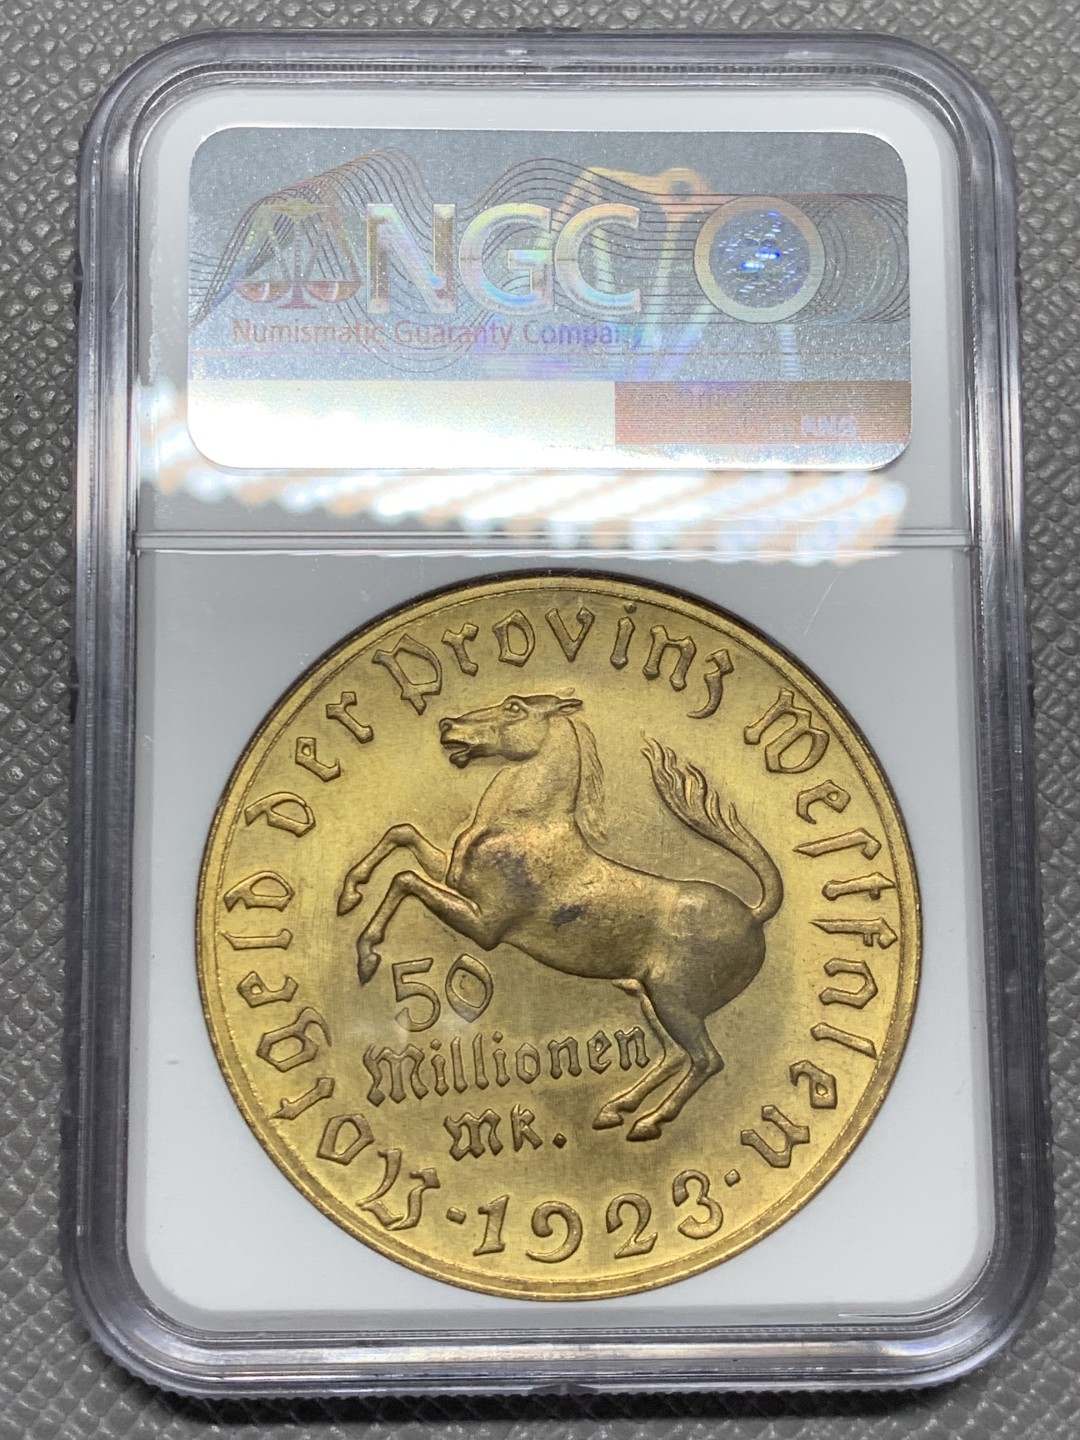 NGC
Numismatic Guaranty Company
Notgeld der Provinz Westfalen
50
Millionen
mk.
· 1923 ·